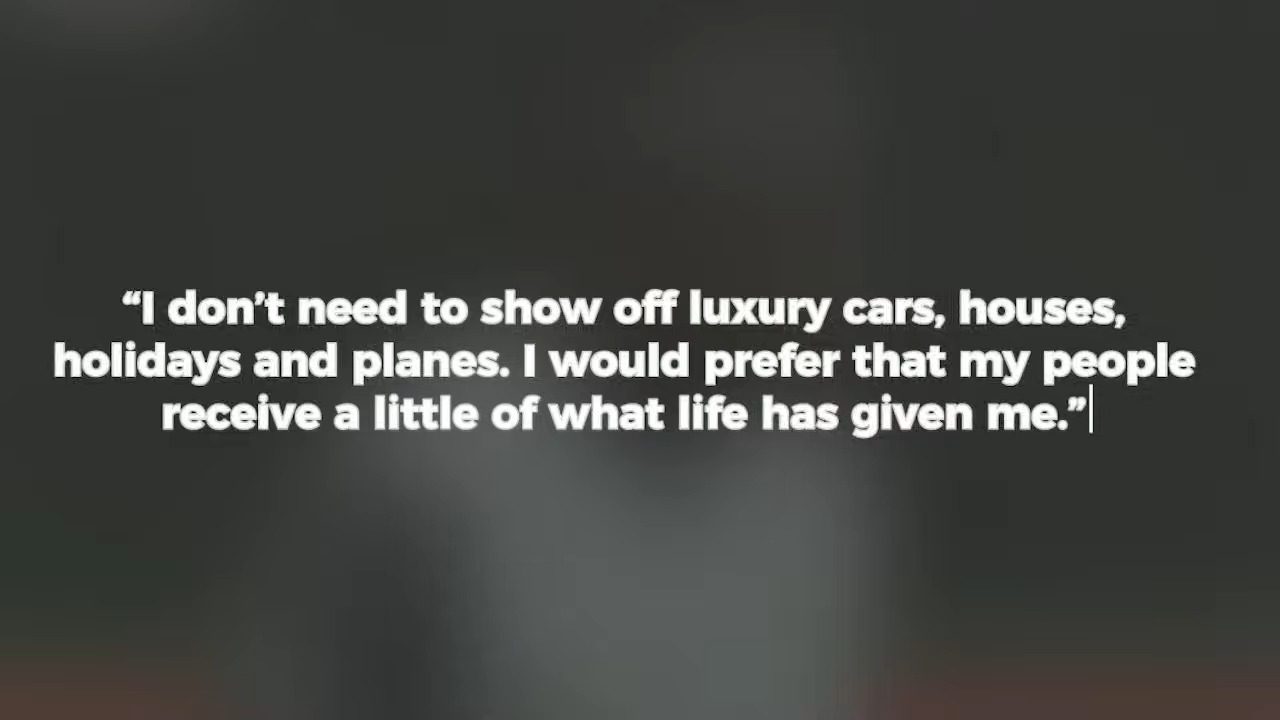 “I don’t need to show off luxury cars, houses,
holidays and planes. I would prefer that my people
receive a little of what life has given me.”